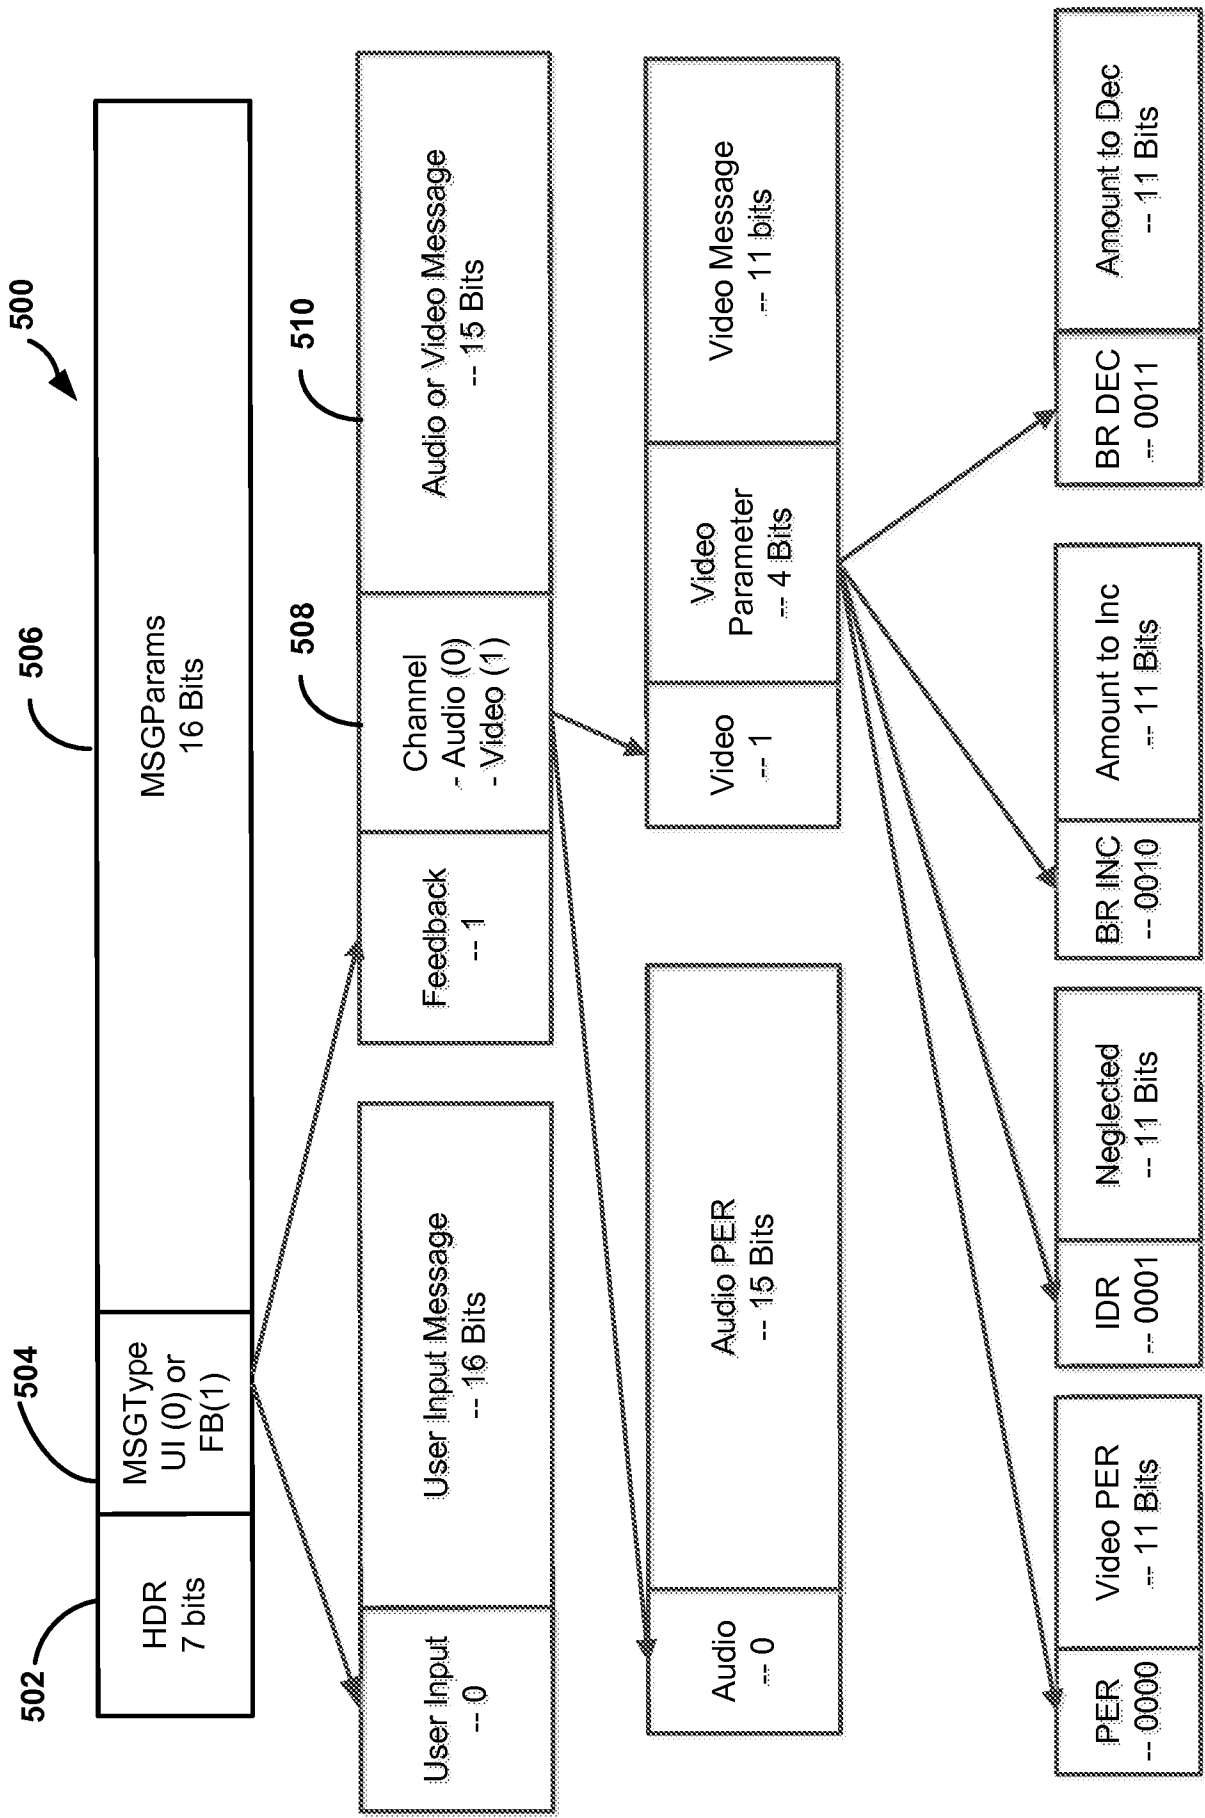 500
502
504
506
HDR
7 bits
MSGType
UI (0) or
FB(1)
MSGParams
16 Bits
508
510
User Input
-- 0
User Input Message
-- 16 Bits
Feedback
-- 1
Channel
- Audio (0)
- Video (1)
Audio or Video Message
-- 15 Bits
Audio
-- 0
Audio PER
-- 15 Bits
Video
-- 1
Video
Parameter
-- 4 Bits
Video Message
-- 11 bits
PER
-- 0000
Video PER
-- 11 Bits
IDR
-- 0001
Neglected
-- 11 Bits
BR INC
-- 0010
Amount to Inc
-- 11 Bits
BR DEC
-- 0011
Amount to Dec
-- 11 Bits